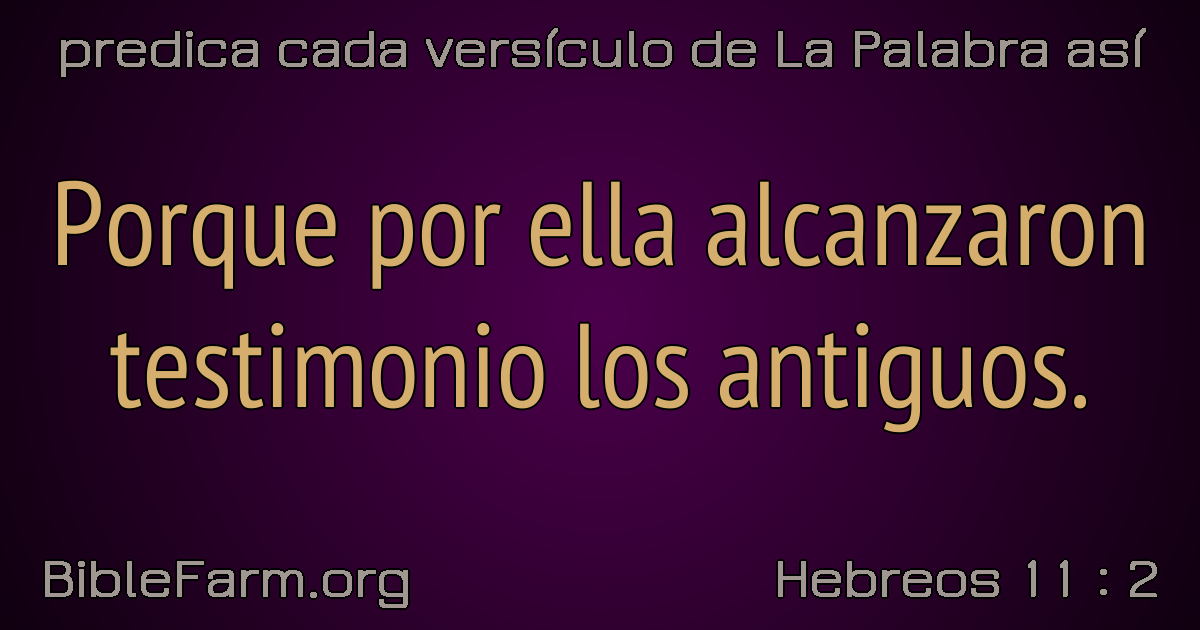 predica cada versículo de La Palabra así
Porque por ella alcanzaron
testimonio los antiguos.
BibleFarm.org
Hebreos 11 : 2